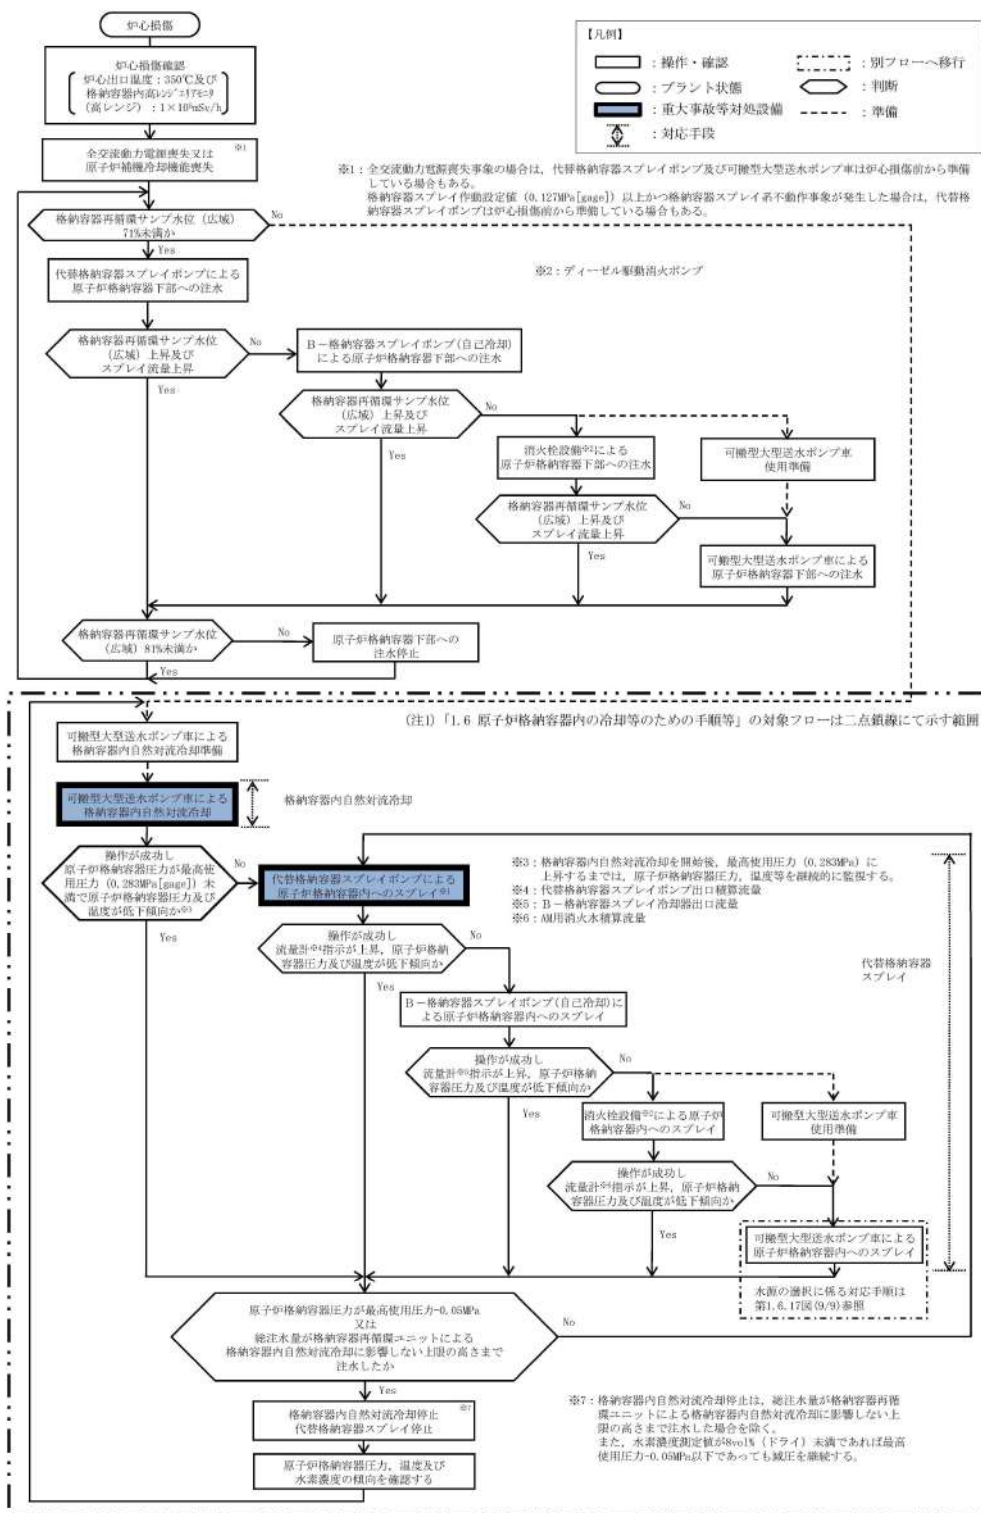 炉心損傷
炉心損傷確認
炉心出口温度：350℃及び
格納容器内高ﾚﾝｼﾞｴﾘｱﾓﾆﾀ
（高レンジ）：1×10⁵mSv/h
全交流動力電源喪失又は
原子炉補機冷却機能喪失
※1
【凡例】
：操作・確認
：別フローへ移行
：プラント状態
：判断
：重大事故等対処設備
：準備
：対応手段
※1：全交流動力電源喪失事象の場合は，代替格納容器スプレイポンプ及び可搬型大型送水ポンプ車は炉心損傷前から準備
している場合もある。
格納容器スプレイ作動設定値（0.127MPa[gage]）以上かつ格納容器スプレイ系不動作事象が発生した場合は，代替格
納容器スプレイポンプは炉心損傷前から準備している場合もある。
格納容器再循環サンプ水位（広域）
71%未満か
No
Yes
代替格納容器スプレイポンプによる
原子炉格納容器下部への注水
※2：ディーゼル駆動消火ポンプ
格納容器再循環サンプ水位
（広域）上昇及び
スプレイ流量上昇
No
Yes
B－格納容器スプレイポンプ(自己冷却)
による原子炉格納容器下部への注水
格納容器再循環サンプ水位
（広域）上昇及び
スプレイ流量上昇
No
Yes
消火栓設備※2による
原子炉格納容器下部への注水
可搬型大型送水ポンプ車
使用準備
格納容器再循環サンプ水位
（広域）上昇及び
スプレイ流量上昇
No
Yes
可搬型大型送水ポンプ車による
原子炉格納容器下部への注水
格納容器再循環サンプ水位
（広域）81%未満か
No
Yes
原子炉格納容器下部への
注水停止
(注1)「1.6 原子炉格納容器内の冷却等のための手順等」の対象フローは二点鎖線にて示す範囲
可搬型大型送水ポンプ車による
格納容器内自然対流冷却準備
可搬型大型送水ポンプ車による
格納容器内自然対流冷却
格納容器内自然対流冷却
操作が成功し
原子炉格納容器圧力が最高使
用圧力（0.283MPa[gage]）未
満で原子炉格納容器圧力及び
温度が低下傾向か※3
No
Yes
代替格納容器スプレイポンプによる
原子炉格納容器内へのスプレイ※1
※3：格納容器内自然対流冷却を開始後，最高使用圧力（0.283MPa）に
上昇するまでは，原子炉格納容器圧力，温度等を継続的に監視する。
※4：代替格納容器スプレイポンプ出口積算流量
※5：B－格納容器スプレイ冷却器出口流量
※6：AM用消火水積算流量
操作が成功し
流量計※4指示が上昇，原子炉格納
容器圧力及び温度が低下傾向か
No
Yes
代替格納容器
スプレイ
B－格納容器スプレイポンプ(自己冷却)に
よる原子炉格納容器内へのスプレイ
操作が成功し
流量計※5指示が上昇，原子炉格納
容器圧力及び温度が低下傾向か
No
Yes
消火栓設備※2による原子炉
格納容器内へのスプレイ
可搬型大型送水ポンプ車
使用準備
操作が成功し
流量計※6指示が上昇，原子炉格納
容器圧力及び温度が低下傾向か
No
Yes
可搬型大型送水ポンプ車による
原子炉格納容器内へのスプレイ
水源の選択に係る対応手順は
第1.6.17図(9/9)参照
原子炉格納容器圧力が最高使用圧力-0.05MPa
又は
総注水量が格納容器再循環ユニットによる
格納容器内自然対流冷却に影響しない上限の高さまで
注水したか
No
Yes
格納容器内自然対流冷却停止
代替格納容器スプレイ停止
※7
原子炉格納容器圧力，温度及び
水素濃度の傾向を確認する
※7：格納容器内自然対流冷却停止は，総注水量が格納容器再循
環ユニットによる格納容器内自然対流冷却に影響しない上
限の高さまで注水した場合を除く。
また，水素濃度測定値が8vol%（ドライ）未満であれば最高
使用圧力-0.05MPa以下であっても減圧を継続する。